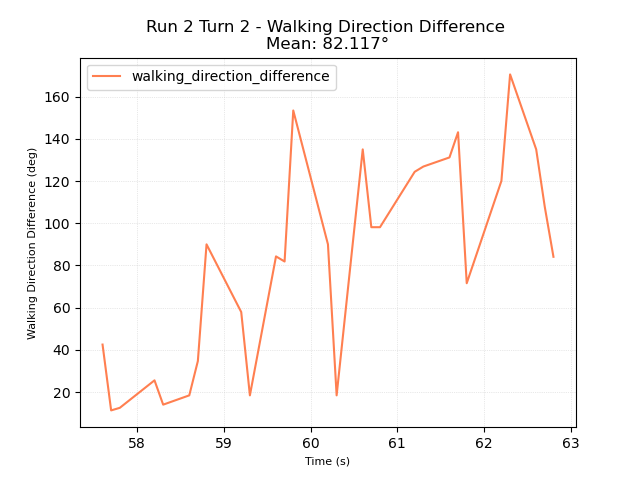 Run 2 Turn 2 - Walking Direction Difference
Mean: 82.117°
walking_direction_difference
Walking Direction Difference (deg)
160
140
120
100
80
60
40
20
58 59 60 61 62 63
Time (s)